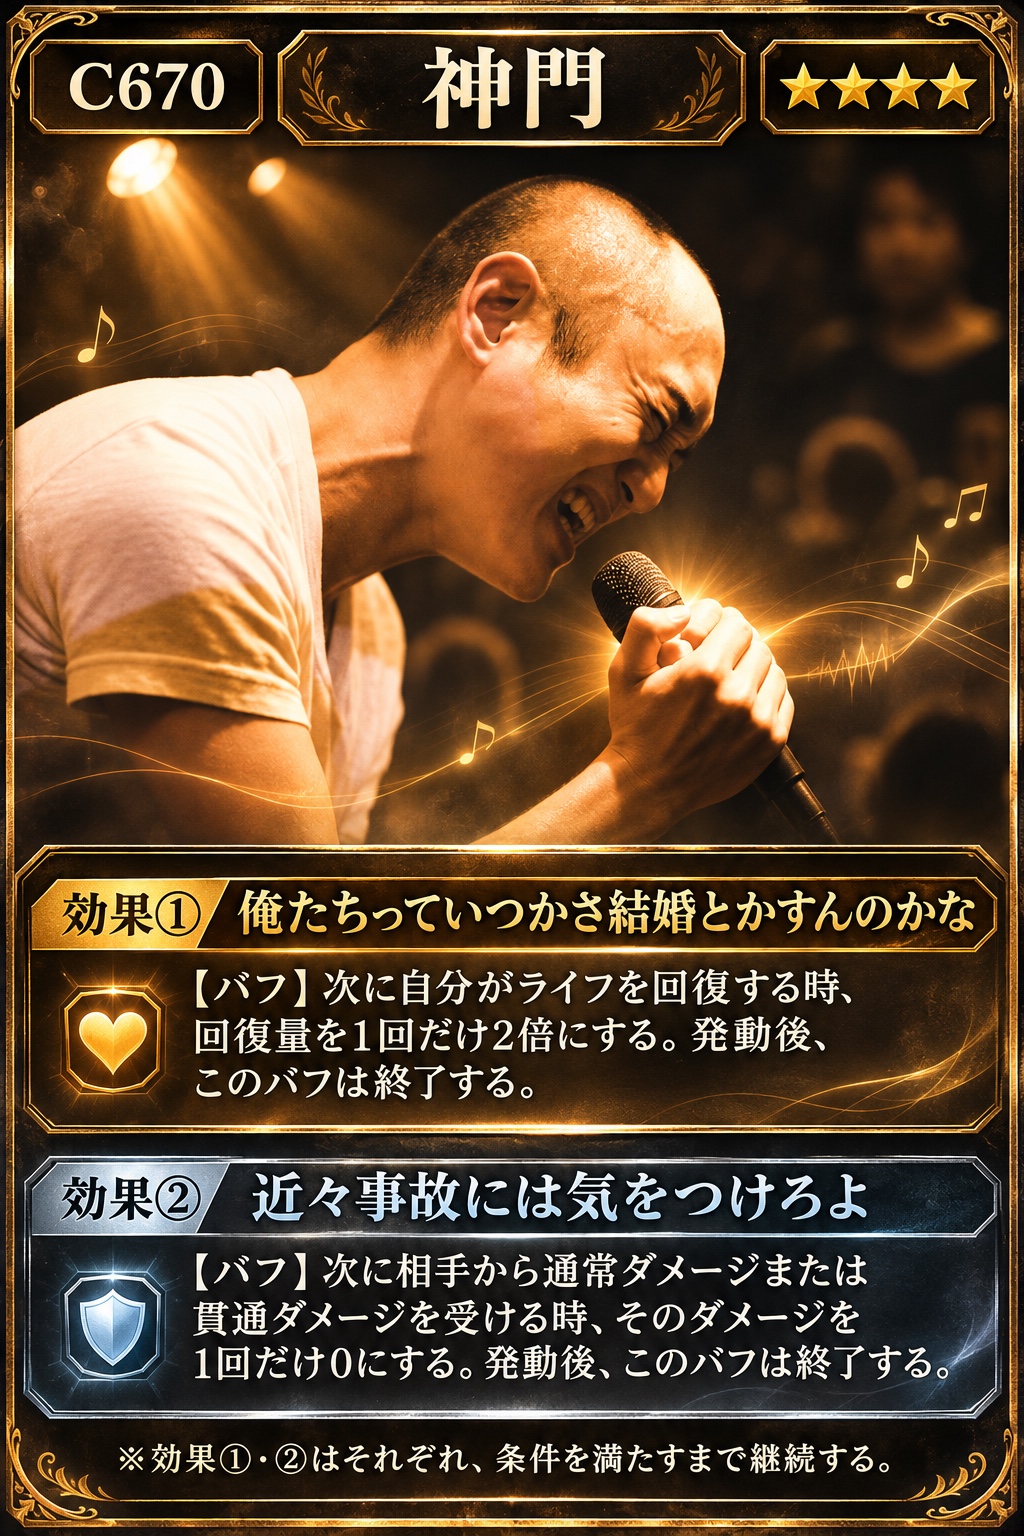 C670
神門
★★★★
効果① 俺たちっていつかさ結婚とかすんのかな
【バフ】次に自分がライフを回復する時、
回復量を1回だけ2倍にする。発動後、
このバフは終了する。
効果② 近々事故には気をつけろよ
【バフ】次に相手から通常ダメージまたは
貫通ダメージを受ける時、そのダメージを
1回だけ0にする。発動後、このバフは終了する。
※効果①・②はそれぞれ、条件を満たすまで継続する。